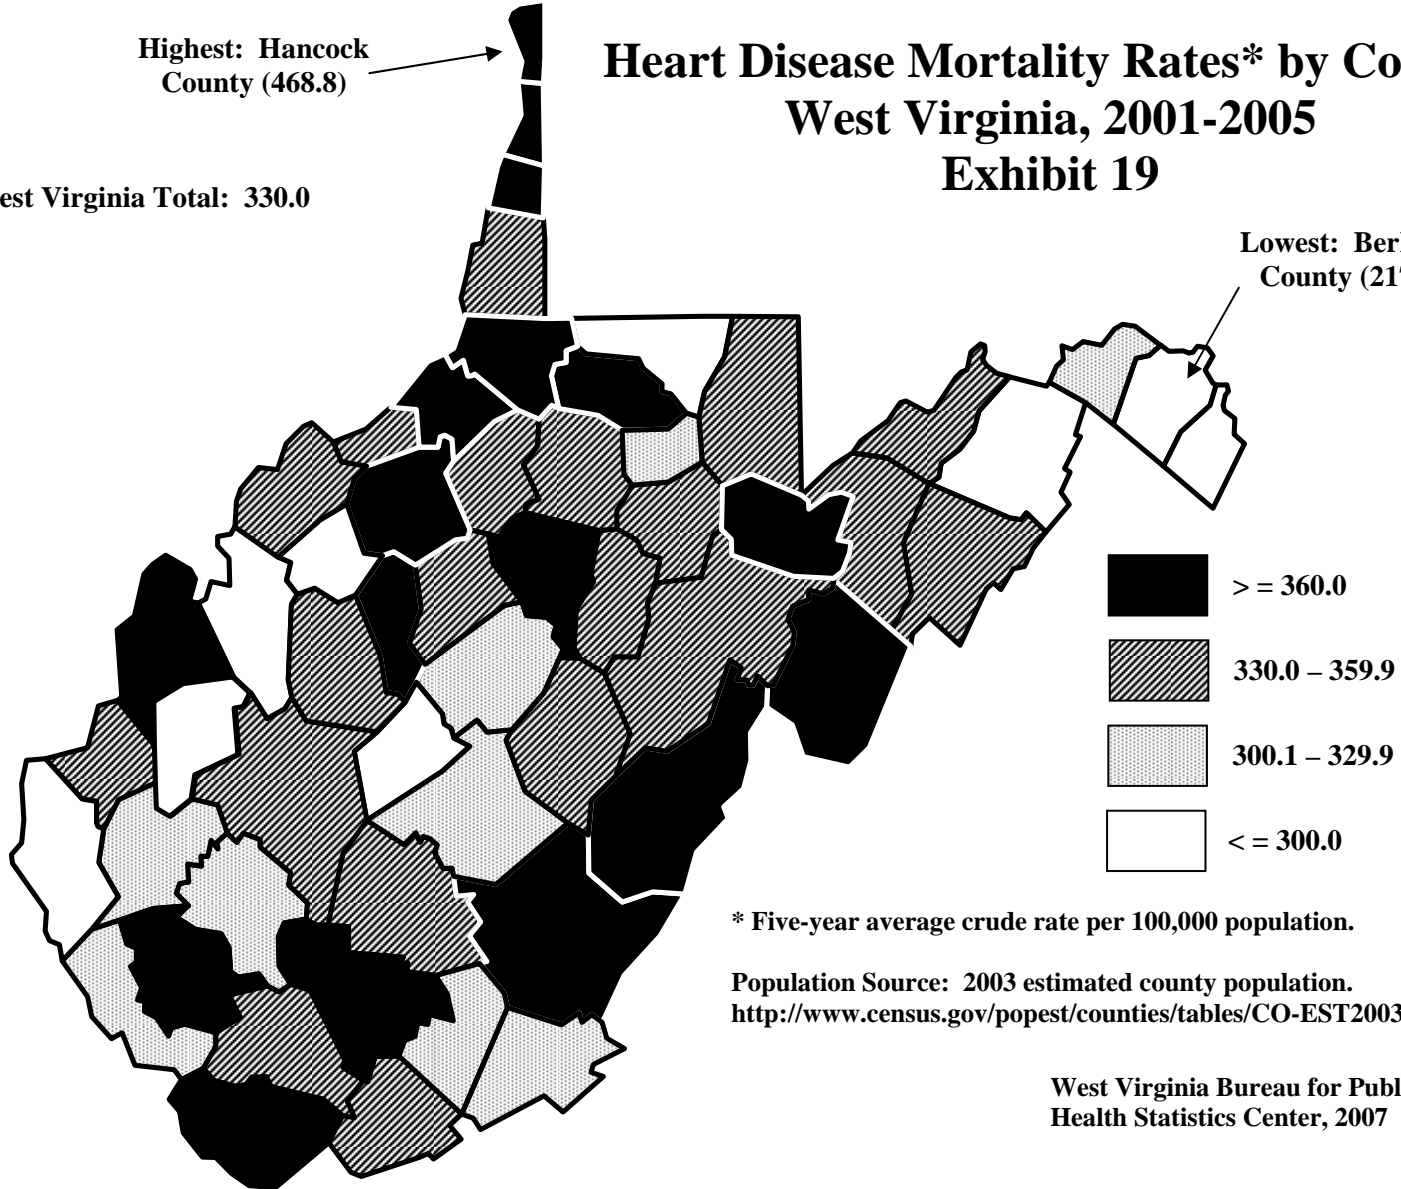 Highest: Hancock
County (468.8)
Heart Disease Mortality Rates* by Co
West Virginia, 2001-2005
Exhibit 19
est Virginia Total: 330.0
Lowest: Ber
County (21
> = 360.0
330.0 – 359.9
300.1 – 329.9
< = 300.0
* Five-year average crude rate per 100,000 population.
Population Source: 2003 estimated county population.
http://www.census.gov/popest/counties/tables/CO-EST2003
West Virginia Bureau for Publ
Health Statistics Center, 2007